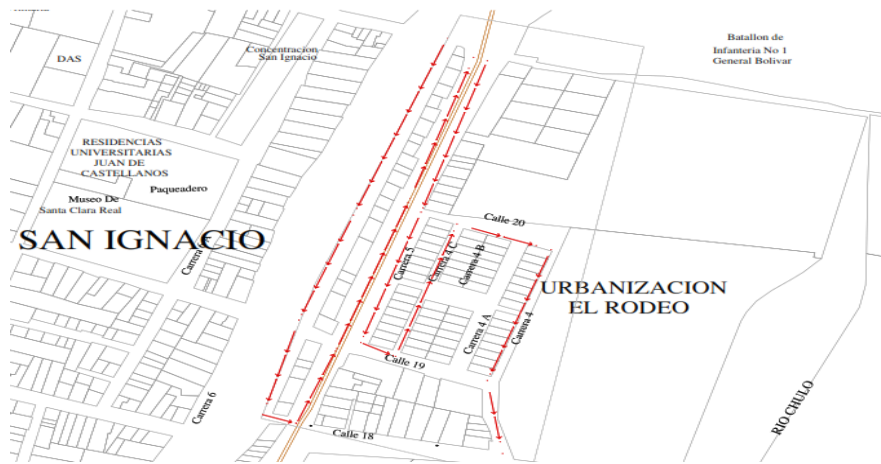 DAS
Concentracion
San Ignacio
Batallon de
Infanteria No 1
General Bolivar
RESIDENCIAS
UNIVERSITARIAS
JUAN DE
CASTELLANOS
Paqueadero
Museo De
Santa Clara Real
SAN IGNACIO
Carrera 6
Calle 20
Carrera 5
Carrera 4 C
Carrera 4 B
URBANIZACION
EL RODEO
Carrera 4 A
Carrera 4
Calle 19
Carrera 6
Calle 18
RIO CHULO